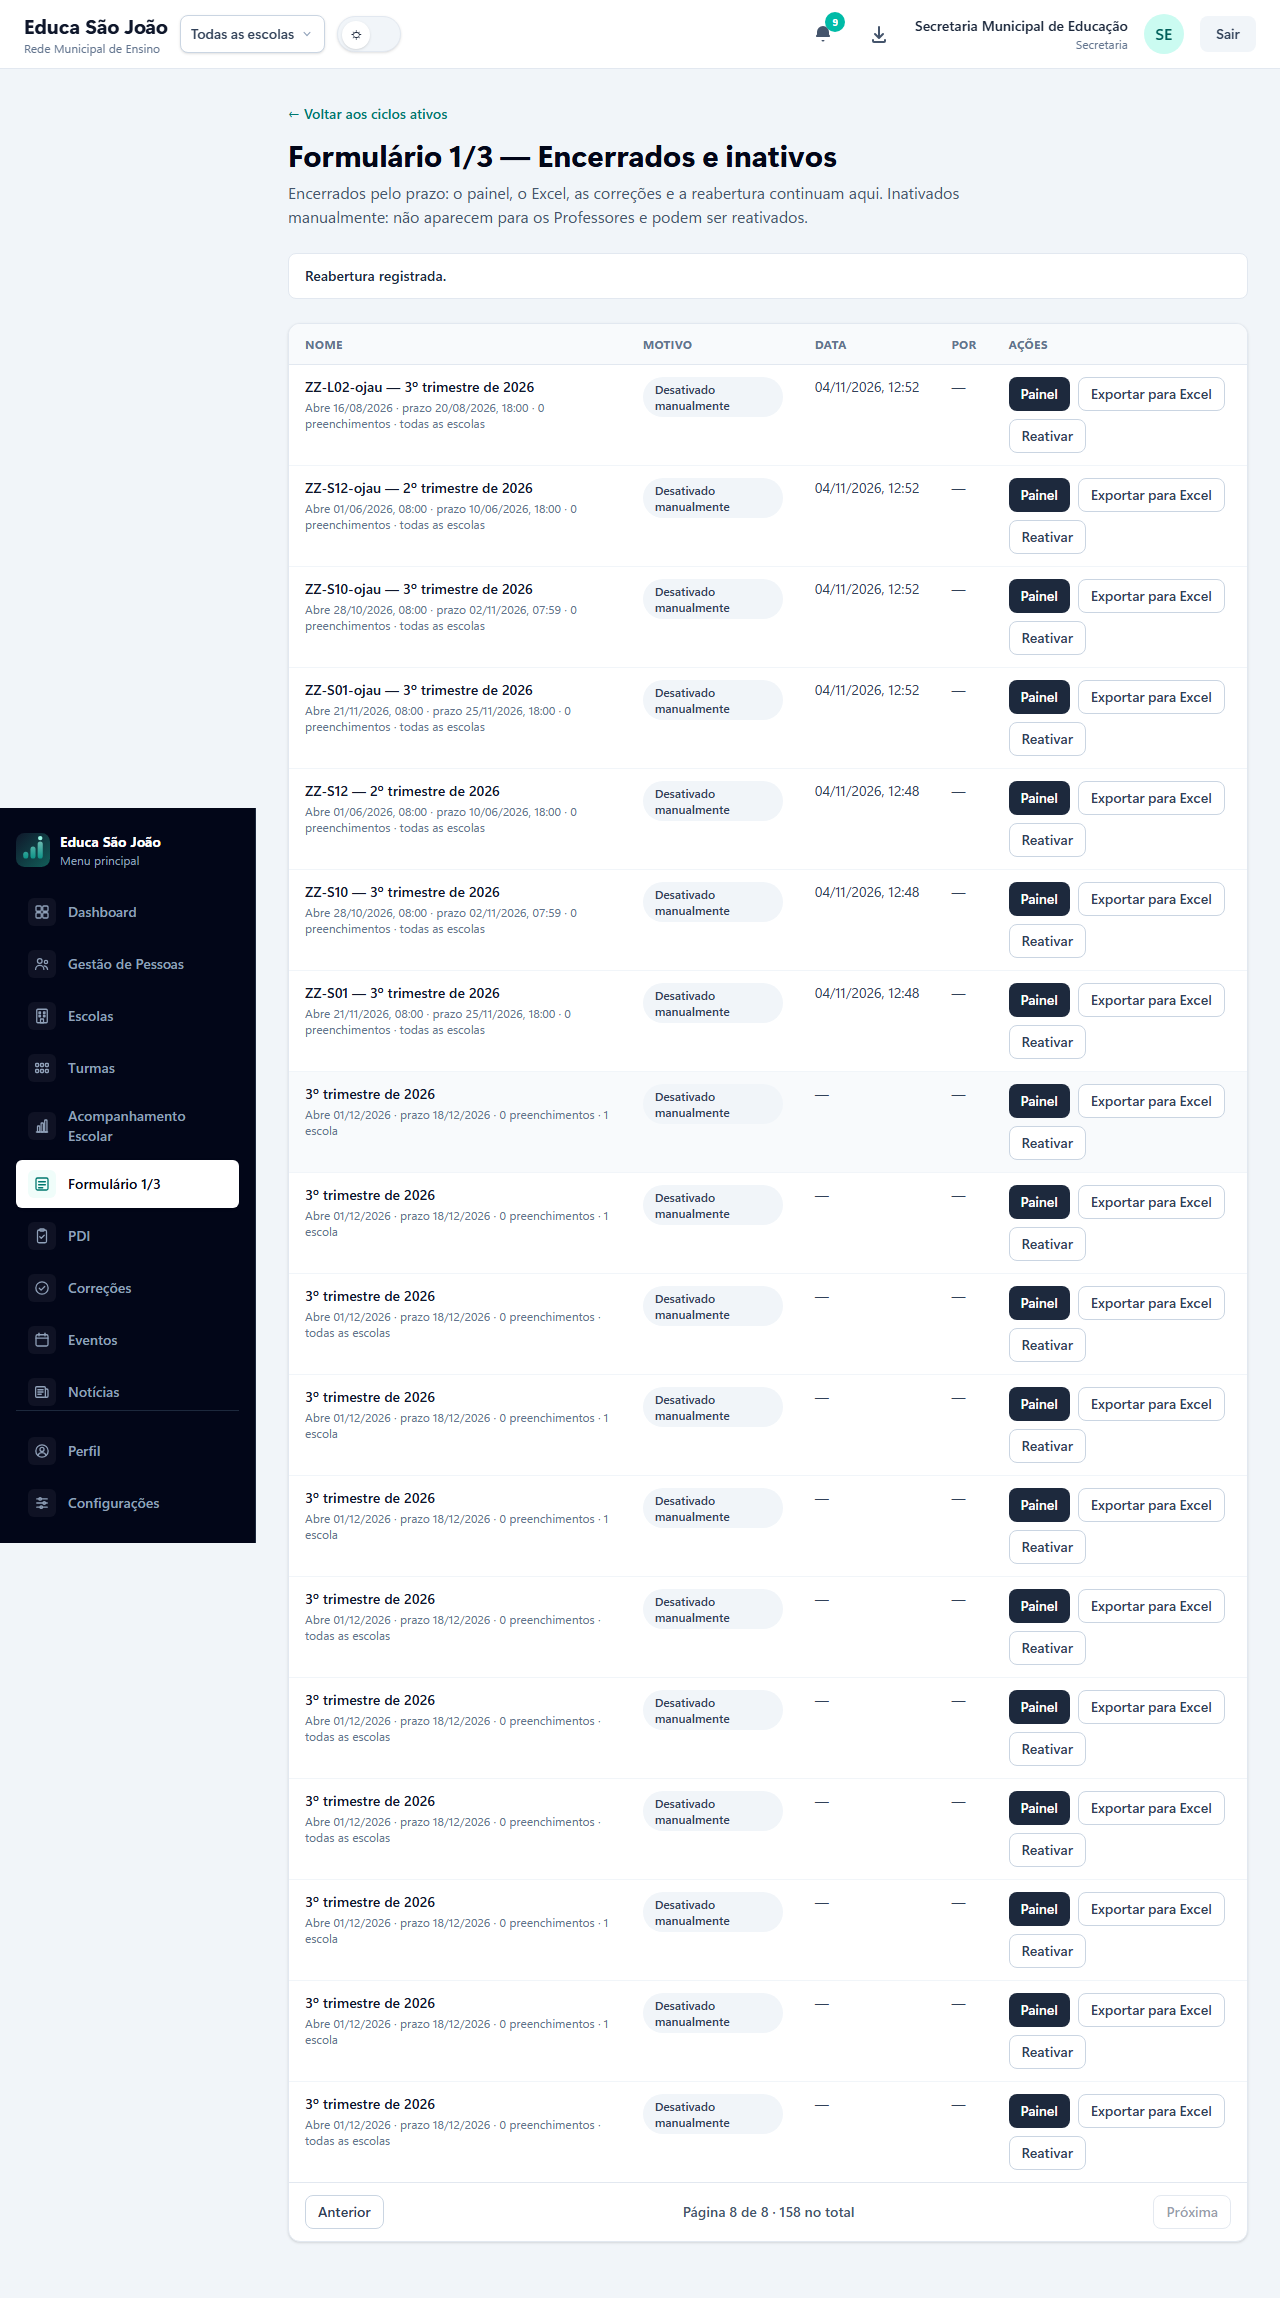 Educa São João
Rede Municipal de Ensino
Todas as escolas
9
Secretaria Municipal de Educação
Secretaria
SE
Sair
← Voltar aos ciclos ativos
Formulário 1/3 — Encerrados e inativos
Encerrados pelo prazo: o painel, o Excel, as correções e a reabertura continuam aqui. Inativados
manualmente: não aparecem para os Professores e podem ser reativados.
Reabertura registrada.
NOME MOTIVO DATA POR AÇÕES
ZZ-L02-ojau — 3º trimestre de 2026
Abre 16/08/2026 · prazo 20/08/2026, 18:00 · 0
preenchimentos · todas as escolas
Desativado
manualmente
04/11/2026, 12:52
—
Painel
Exportar para Excel
Reativar
ZZ-S12-ojau — 2º trimestre de 2026
Abre 01/06/2026, 08:00 · prazo 10/06/2026, 18:00 · 0
preenchimentos · todas as escolas
Desativado
manualmente
04/11/2026, 12:52
—
Painel
Exportar para Excel
Reativar
ZZ-S10-ojau — 3º trimestre de 2026
Abre 28/10/2026, 08:00 · prazo 02/11/2026, 07:59 · 0
preenchimentos · todas as escolas
Desativado
manualmente
04/11/2026, 12:52
—
Painel
Exportar para Excel
Reativar
ZZ-S01-ojau — 3º trimestre de 2026
Abre 21/11/2026, 08:00 · prazo 25/11/2026, 18:00 · 0
preenchimentos · todas as escolas
Desativado
manualmente
04/11/2026, 12:52
—
Painel
Exportar para Excel
Reativar
ZZ-S12 — 2º trimestre de 2026
Abre 01/06/2026, 08:00 · prazo 10/06/2026, 18:00 · 0
preenchimentos · todas as escolas
Desativado
manualmente
04/11/2026, 12:48
—
Painel
Exportar para Excel
Reativar
ZZ-S10 — 3º trimestre de 2026
Abre 28/10/2026, 08:00 · prazo 02/11/2026, 07:59 · 0
preenchimentos · todas as escolas
Desativado
manualmente
04/11/2026, 12:48
—
Painel
Exportar para Excel
Reativar
ZZ-S01 — 3º trimestre de 2026
Abre 21/11/2026, 08:00 · prazo 25/11/2026, 18:00 · 0
preenchimentos · todas as escolas
Desativado
manualmente
04/11/2026, 12:48
—
Painel
Exportar para Excel
Reativar
3º trimestre de 2026
Abre 01/12/2026 · prazo 18/12/2026 · 0 preenchimentos · 1
escola
Desativado
manualmente
—
—
Painel
Exportar para Excel
Reativar
3º trimestre de 2026
Abre 01/12/2026 · prazo 18/12/2026 · 0 preenchimentos · 1
escola
Desativado
manualmente
—
—
Painel
Exportar para Excel
Reativar
3º trimestre de 2026
Abre 01/12/2026 · prazo 18/12/2026 · 0 preenchimentos ·
todas as escolas
Desativado
manualmente
—
—
Painel
Exportar para Excel
Reativar
3º trimestre de 2026
Abre 01/12/2026 · prazo 18/12/2026 · 0 preenchimentos · 1
escola
Desativado
manualmente
—
—
Painel
Exportar para Excel
Reativar
3º trimestre de 2026
Abre 01/12/2026 · prazo 18/12/2026 · 0 preenchimentos · 1
escola
Desativado
manualmente
—
—
Painel
Exportar para Excel
Reativar
3º trimestre de 2026
Abre 01/12/2026 · prazo 18/12/2026 · 0 preenchimentos ·
todas as escolas
Desativado
manualmente
—
—
Painel
Exportar para Excel
Reativar
3º trimestre de 2026
Abre 01/12/2026 · prazo 18/12/2026 · 0 preenchimentos ·
todas as escolas
Desativado
manualmente
—
—
Painel
Exportar para Excel
Reativar
3º trimestre de 2026
Abre 01/12/2026 · prazo 18/12/2026 · 0 preenchimentos ·
todas as escolas
Desativado
manualmente
—
—
Painel
Exportar para Excel
Reativar
3º trimestre de 2026
Abre 01/12/2026 · prazo 18/12/2026 · 0 preenchimentos · 1
escola
Desativado
manualmente
—
—
Painel
Exportar para Excel
Reativar
3º trimestre de 2026
Abre 01/12/2026 · prazo 18/12/2026 · 0 preenchimentos · 1
escola
Desativado
manualmente
—
—
Painel
Exportar para Excel
Reativar
3º trimestre de 2026
Abre 01/12/2026 · prazo 18/12/2026 · 0 preenchimentos ·
todas as escolas
Desativado
manualmente
—
—
Painel
Exportar para Excel
Reativar
Anterior
Página 8 de 8 · 158 no total
Próxima
Educa São João
Menu principal
Dashboard
Gestão de Pessoas
Escolas
Turmas
Acompanhamento
Escolar
Formulário 1/3
PDI
Correções
Eventos
Notícias
Perfil
Configurações